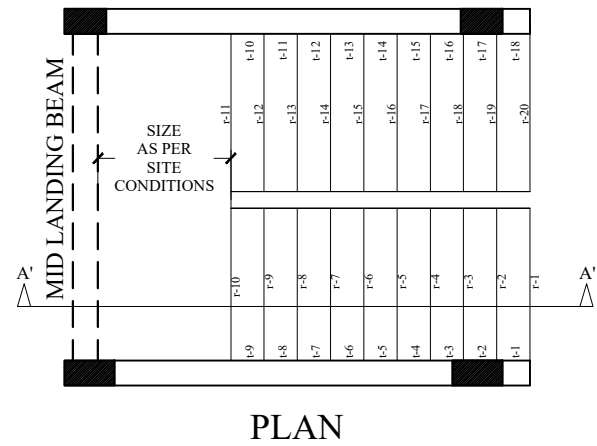 t-10 t-11 t-12 t-13 t-14 t-15 t-16 t-17 t-18
r-11 r-12 r-13 r-14 r-15 r-16 r-17 r-18 r-19 r-20
MID LANDING BEAM
SIZE
AS PER
SITE
CONDITIONS
A' A'
r-10 r-9 r-8 r-7 r-6 r-5 r-4 r-3 r-2 r-1
t-9 t-8 t-7 t-6 t-5 t-4 t-3 t-2 t-1
PLAN